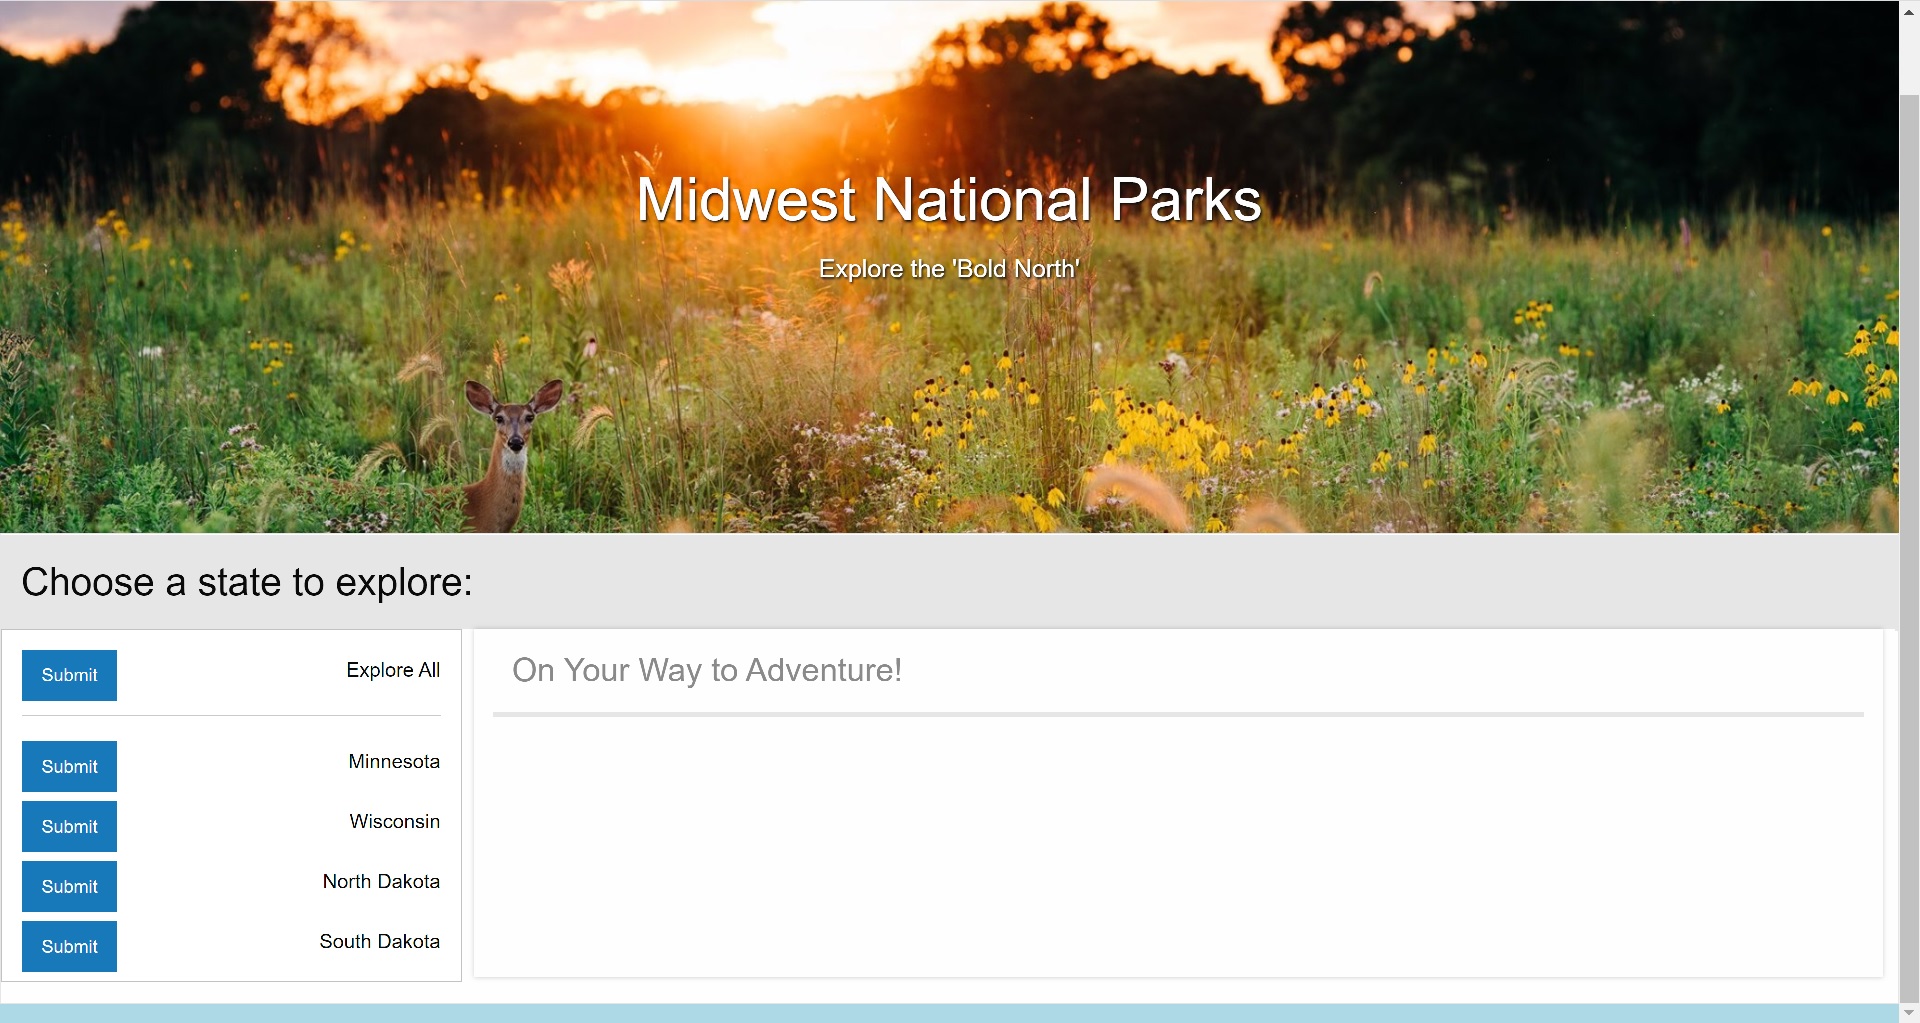 Midwest National Parks
Explore the 'Bold North'
Choose a state to explore:
Submit Explore All
Submit Minnesota
Submit Wisconsin
Submit North Dakota
Submit South Dakota
On Your Way to Adventure!